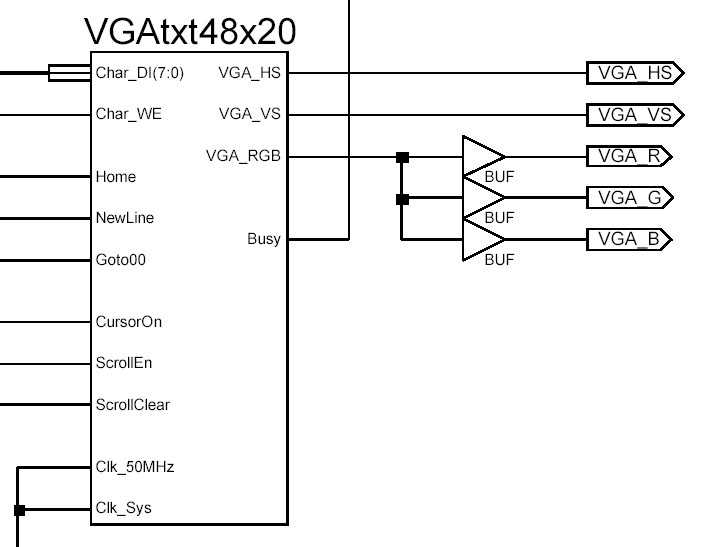 VGAtxt48x20
Char_DI(7:0) VGA_HS VGA_HS
Char_WE VGA_VS VGA_VS
VGA_RGB VGA_R
Home BUF
VGA_G
NewLine BUF
Busy VGA_B
Goto00 BUF
CursorOn
ScrollEn
ScrollClear
Clk_50MHz
Clk_Sys